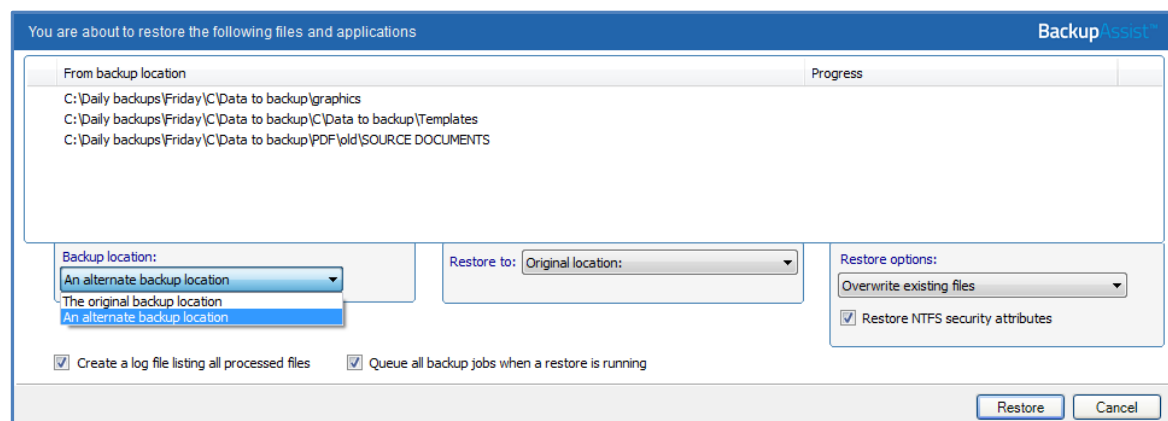 You are about to restore the following files and applications
BackupAssist™
From backup location Progress
C:\Daily backups\Friday\C\Data to backup\graphics
C:\Daily backups\Friday\C\Data to backup\C\Data to backup\Templates
C:\Daily backups\Friday\C\Data to backup\PDF\old\SOURCE DOCUMENTS
Backup location:
An alternate backup location
The original backup location
An alternate backup location
Restore to: Original location:
Restore options:
Overwrite existing files
Restore NTFS security attributes
Create a log file listing all processed files
Queue all backup jobs when a restore is running
Restore
Cancel